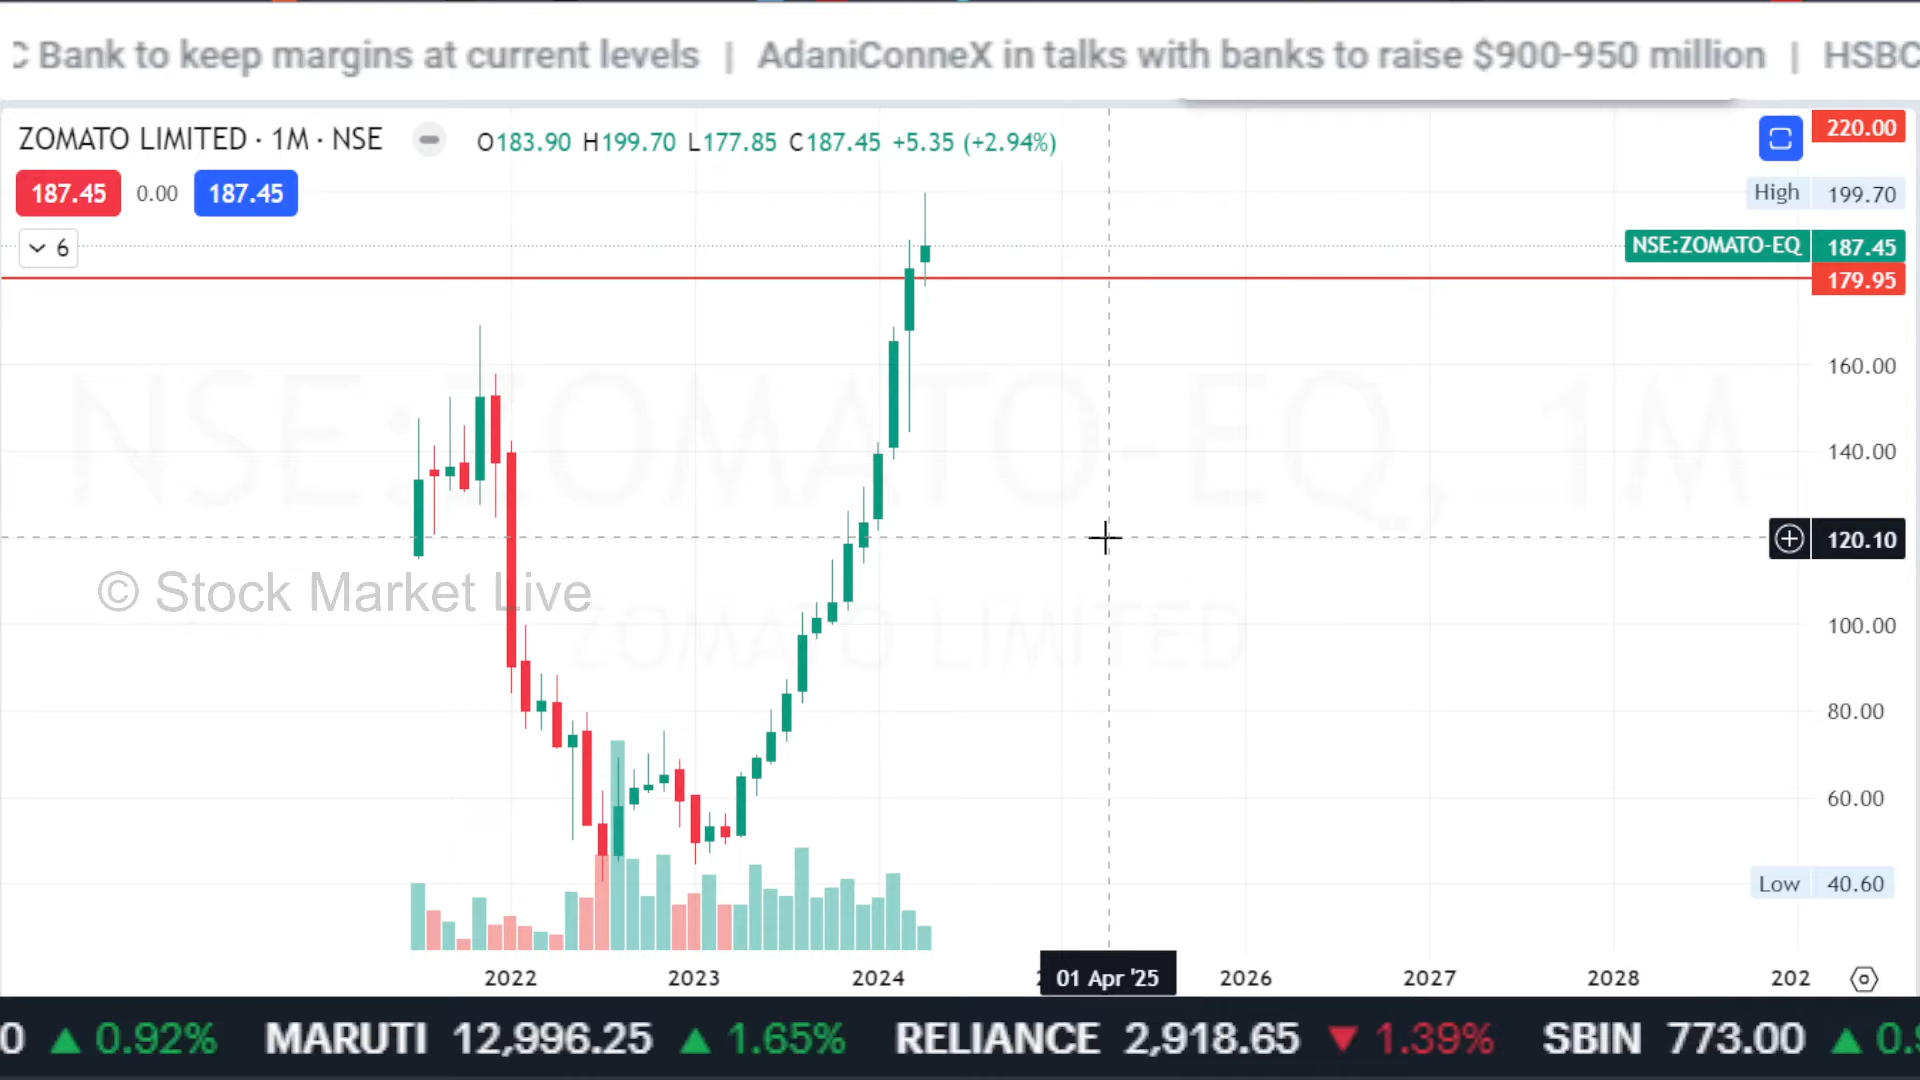 Bank to keep margins at current levels | AdaniConneX in talks with banks to raise $900-950 million | HSBC
ZOMATO LIMITED · 1M · NSE O183.90 H199.70 L177.85 C187.45 +5.35 (+2.94%)
220.00
187.45 0.00 187.45
High 199.70
6
NSE:ZOMATO-EQ 187.45
179.95
160.00
NSE:ZOMATO-EQ, 1M
140.00
120.10
© Stock Market Live
ZOMATO LIMITED
100.00
80.00
60.00
Low 40.60
2022 2023 2024 01 Apr '25 2026 2027 2028 202
0 ▲ 0.92% MARUTI 12,996.25 ▲ 1.65% RELIANCE 2,918.65 ▼ 1.39% SBIN 773.00 ▲